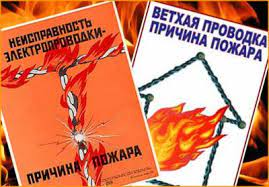 НЕИСПРАВНОСТЬ
ЭЛЕКТРОПРОВОДКИ-
ПРИЧИНА ПОЖАРА
ВЕТХАЯ ПРОВОДКА
ПРИЧИНА ПОЖАРА